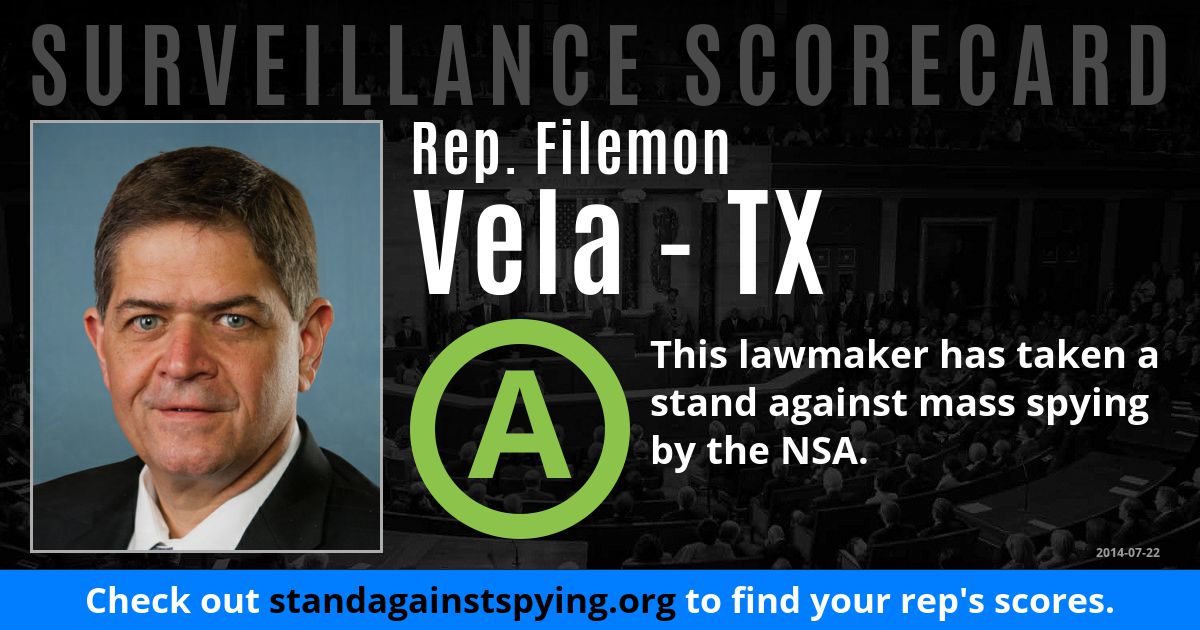 SURVEILLANCE SCORECARD
Rep. Filemon
Vela - TX
A
This lawmaker has taken a
stand against mass spying
by the NSA.
2014-07-22
Check out standagainstspying.org to find your rep's scores.